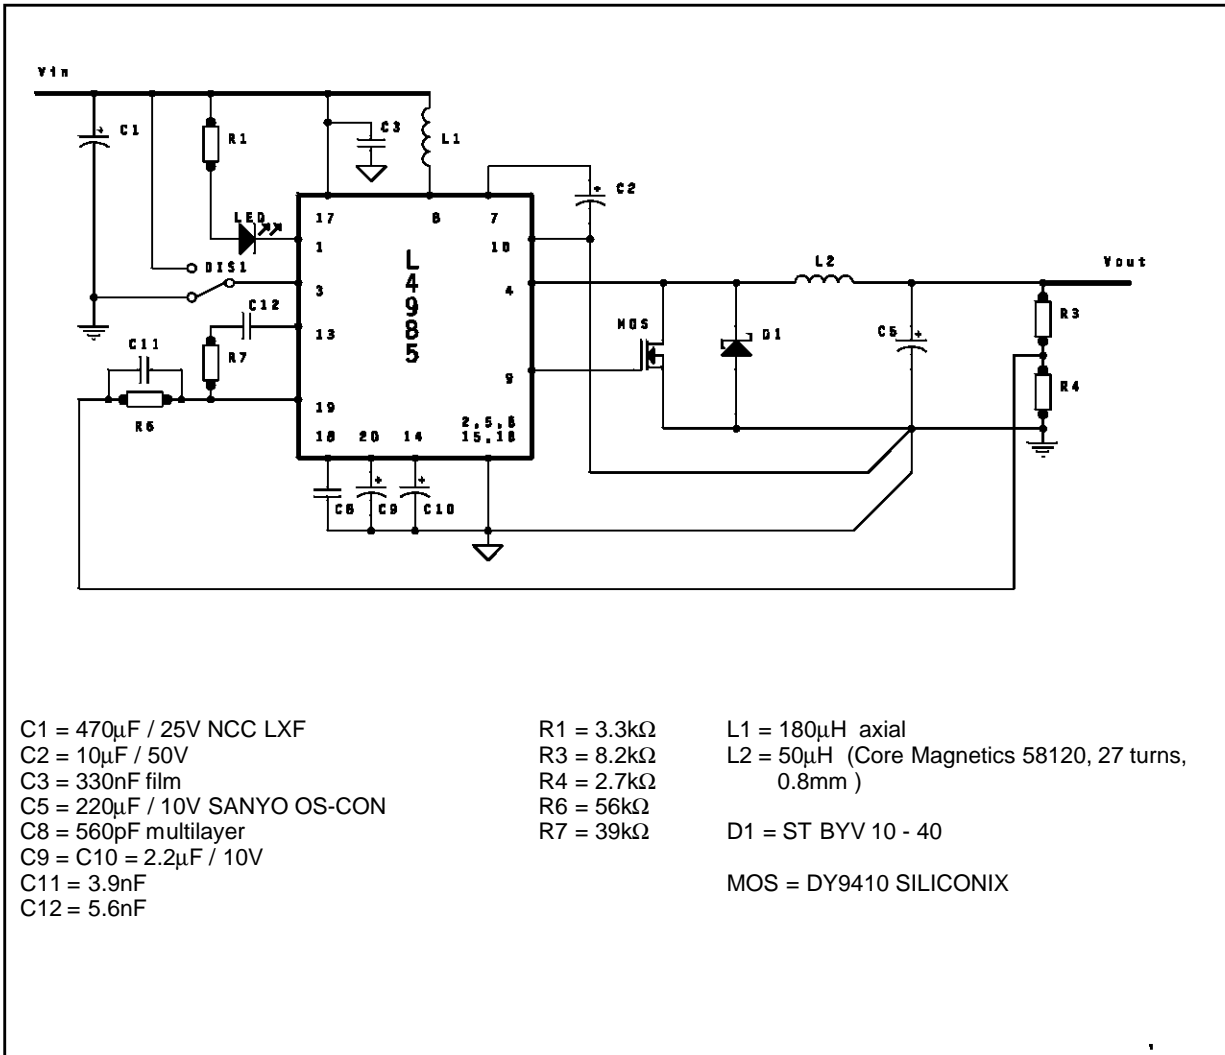 Vin
C1
R1
C3
L1
C2
LED
17
6
7
1
10
DIS1
L4985
L2
Vout
3
4
C12
R3
MOS
D1
C5
13
C11
R7
R4
9
19
R6
2,5,8
15,16
18 20 14
C8 C9 C10
C1 = 470μF / 25V NCC LXF
C2 = 10μF / 50V
C3 = 330nF film
C5 = 220μF / 10V SANYO OS-CON
C8 = 560pF multilayer
C9 = C10 = 2.2μF / 10V
C11 = 3.9nF
C12 = 5.6nF
R1 = 3.3kΩ
R3 = 8.2kΩ
R4 = 2.7kΩ
R6 = 56kΩ
R7 = 39kΩ
L1 = 180μH axial
L2 = 50μH (Core Magnetics 58120, 27 turns,
0.8mm )
D1 = ST BYV 10 - 40
MOS = DY9410 SILICONIX